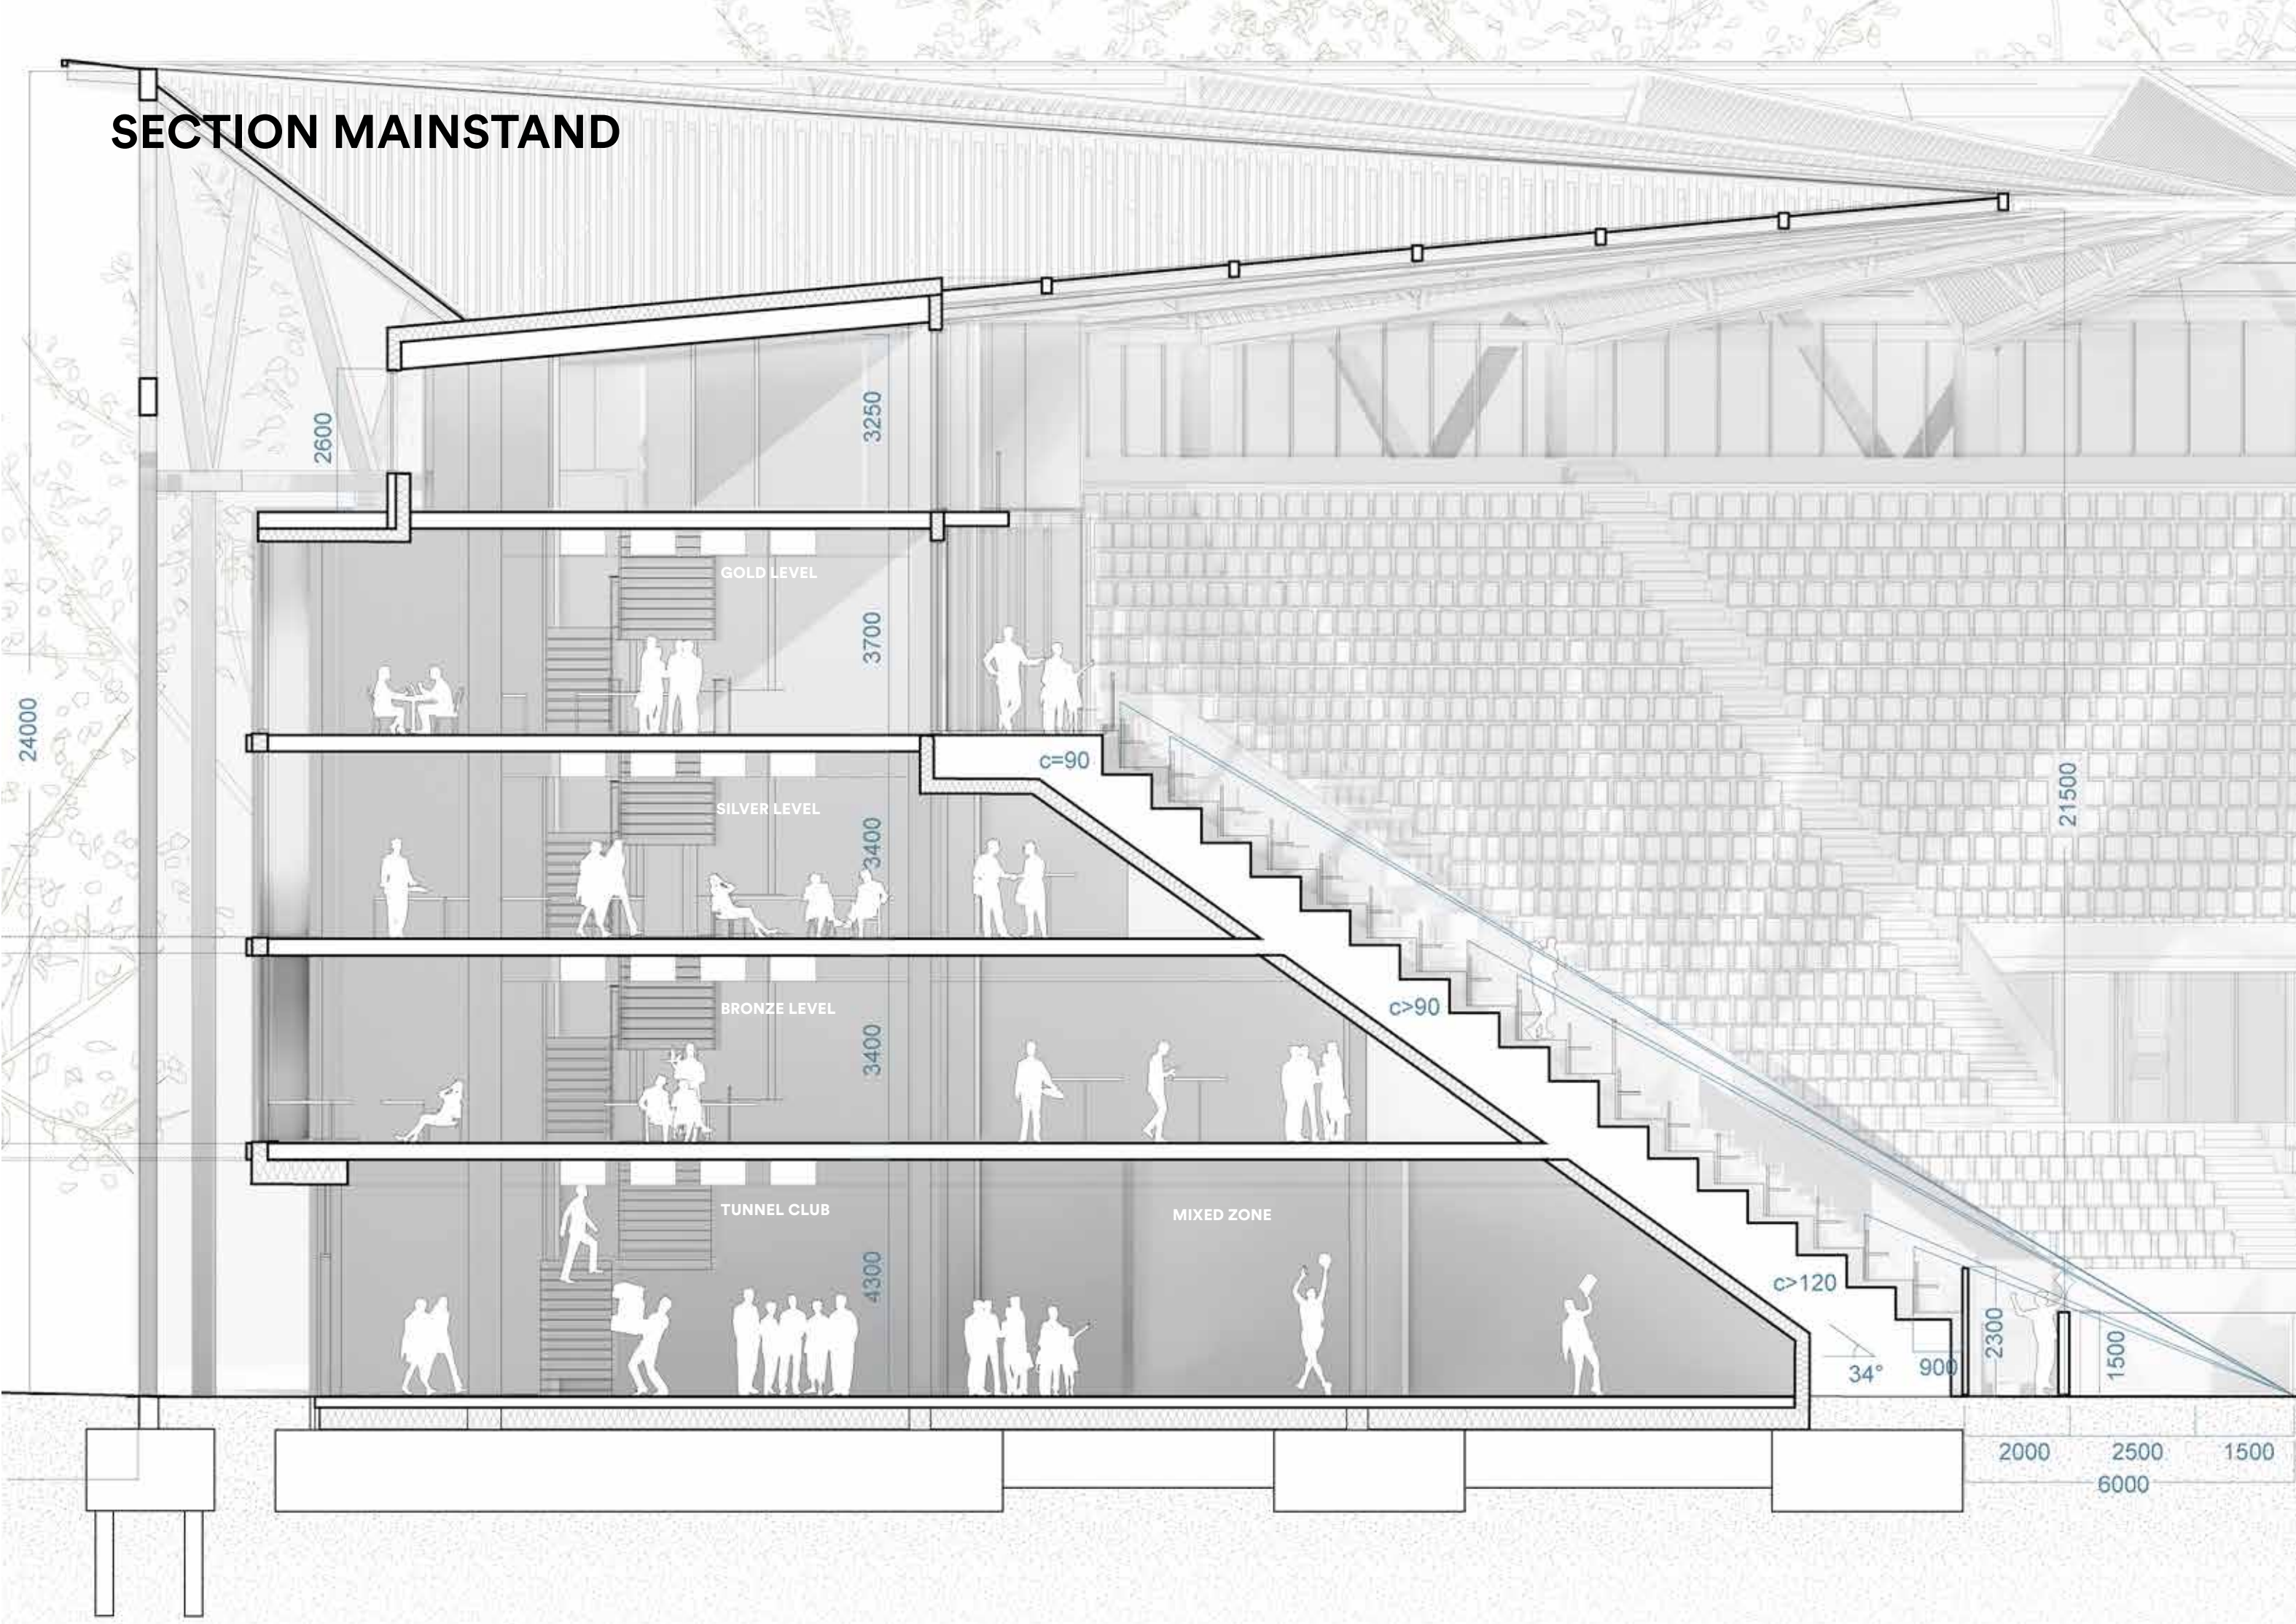 SECTION MAINSTAND
2600
3250
GOLD LEVEL
3700
24000
c=90
SILVER LEVEL
3400
21500
BRONZE LEVEL
c>90
3400
TUNNEL CLUB
MIXED ZONE
4300
c>120
2300
1500
34°
900
2000
2500
1500
6000